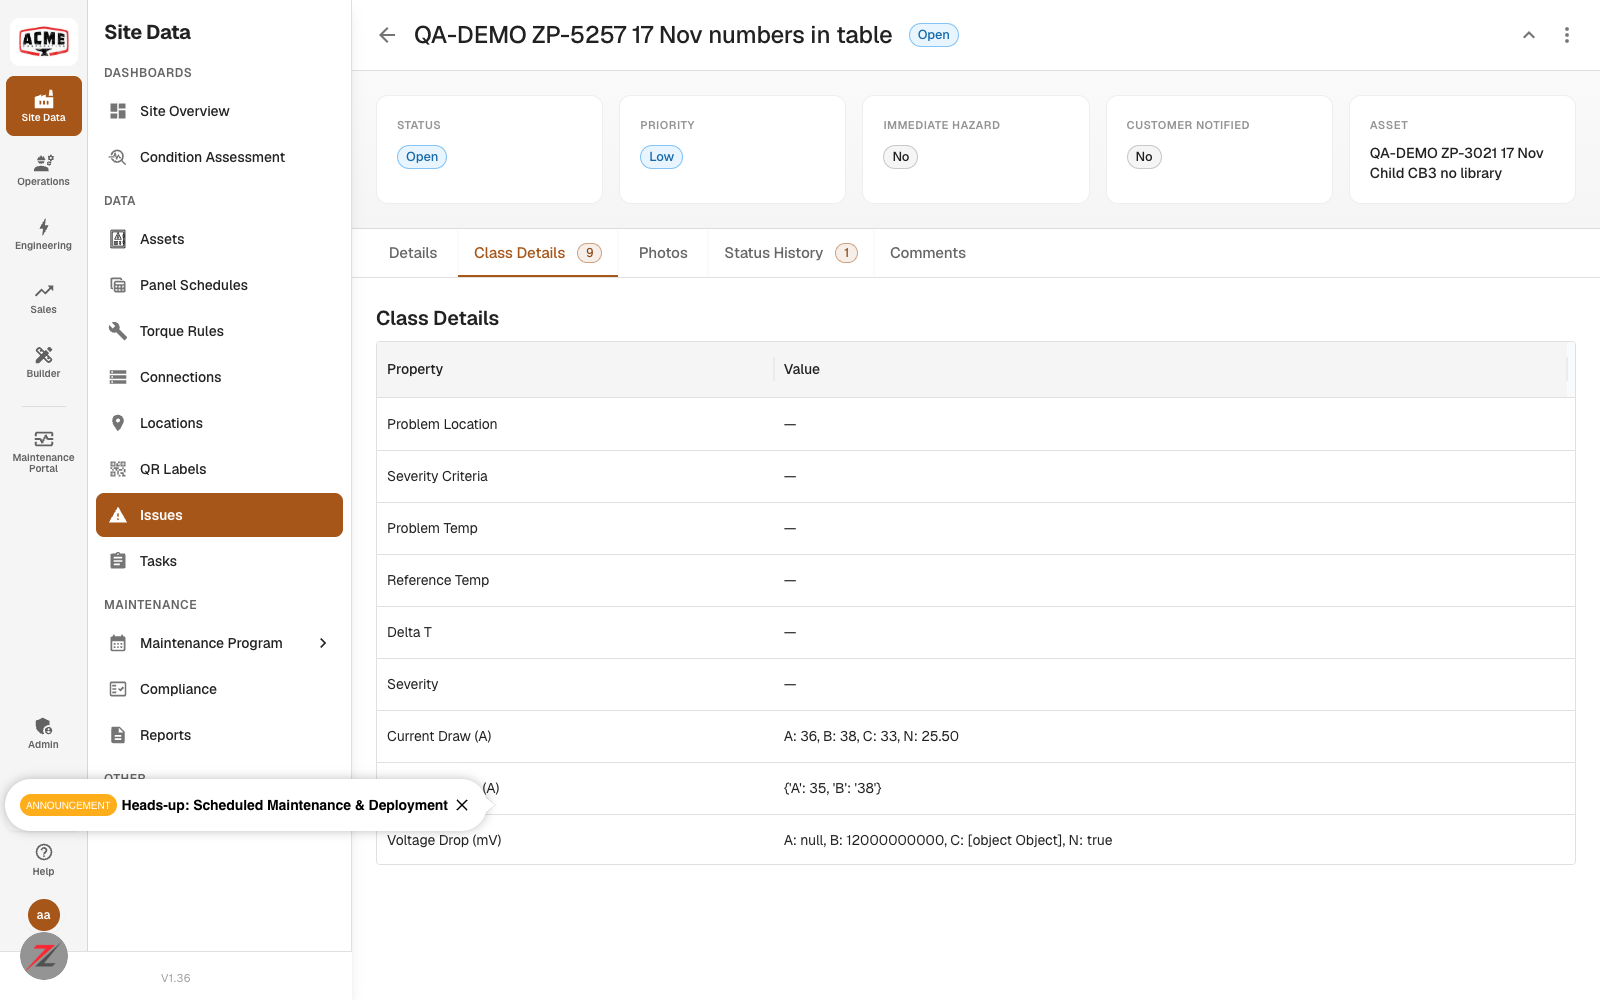 ACME
Site Data
Operations
Engineering
Sales
Builder
Maintenance
Portal
Admin
Help
aa
Site Data
DASHBOARDS
Site Overview
Condition Assessment
DATA
Assets
Panel Schedules
Torque Rules
Connections
Locations
QR Labels
Issues
Tasks
MAINTENANCE
Maintenance Program
Compliance
Reports
OTHER
ANNOUNCEMENT Heads-up: Scheduled Maintenance & Deployment
V1.36
QA-DEMO ZP-5257 17 Nov numbers in table Open
STATUS
Open
PRIORITY
Low
IMMEDIATE HAZARD
No
CUSTOMER NOTIFIED
No
ASSET
QA-DEMO ZP-3021 17 Nov
Child CB3 no library
Details Class Details 9 Photos Status History 1 Comments
Class Details
Property Value
Problem Location —
Severity Criteria —
Problem Temp —
Reference Temp —
Delta T —
Severity —
Current Draw (A) A: 36, B: 38, C: 33, N: 25.50
(A) {'A': 35, 'B': '38'}
Voltage Drop (mV) A: null, B: 12000000000, C: [object Object], N: true